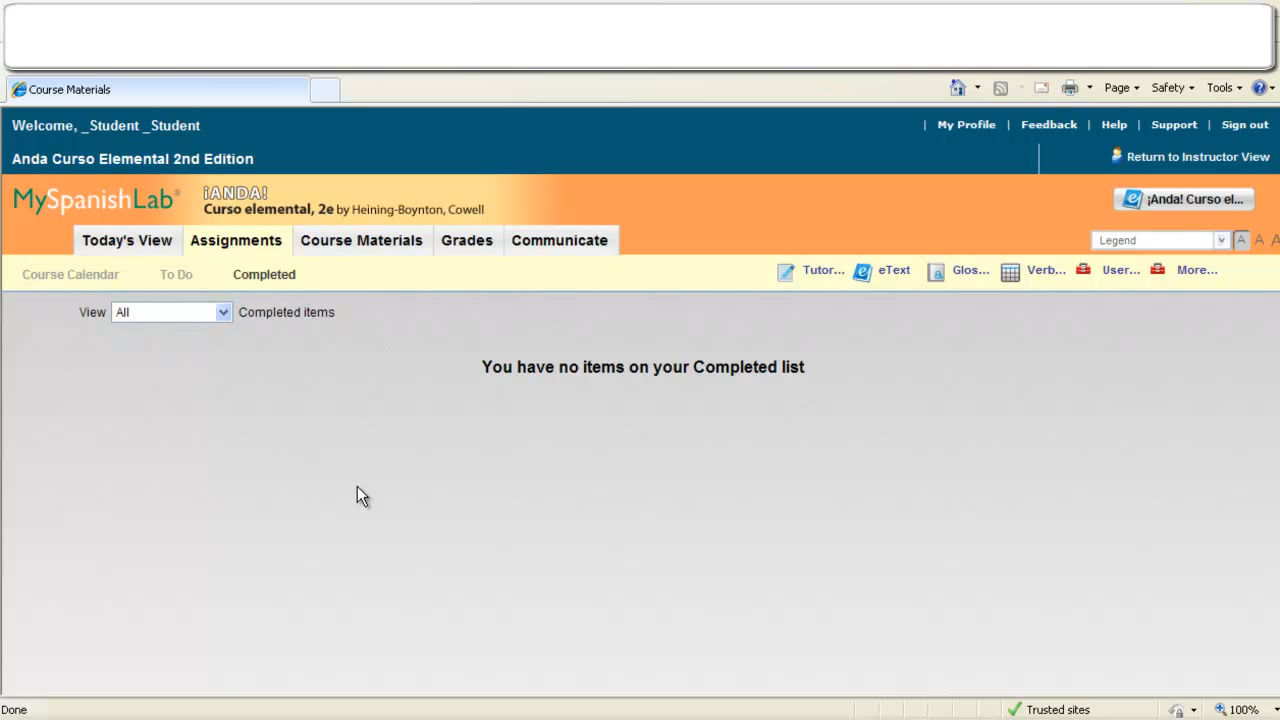 Course Materials
Page
Safety
Tools
Welcome, _Student _Student
| My Profile | Feedback | Help | Support | Sign out
Anda Curso Elemental 2nd Edition
Return to Instructor View
MySpanishLab®
¡ANDA!
Curso elemental, 2e by Heining-Boynton, Cowell
¡Anda! Curso el...
Today's View
Assignments
Course Materials
Grades
Communicate
Legend
A A A
Course Calendar
To Do
Completed
Tutor...
eText
Glos...
Verb...
User...
More...
View All Completed items
You have no items on your Completed list
Done
Trusted sites
100%